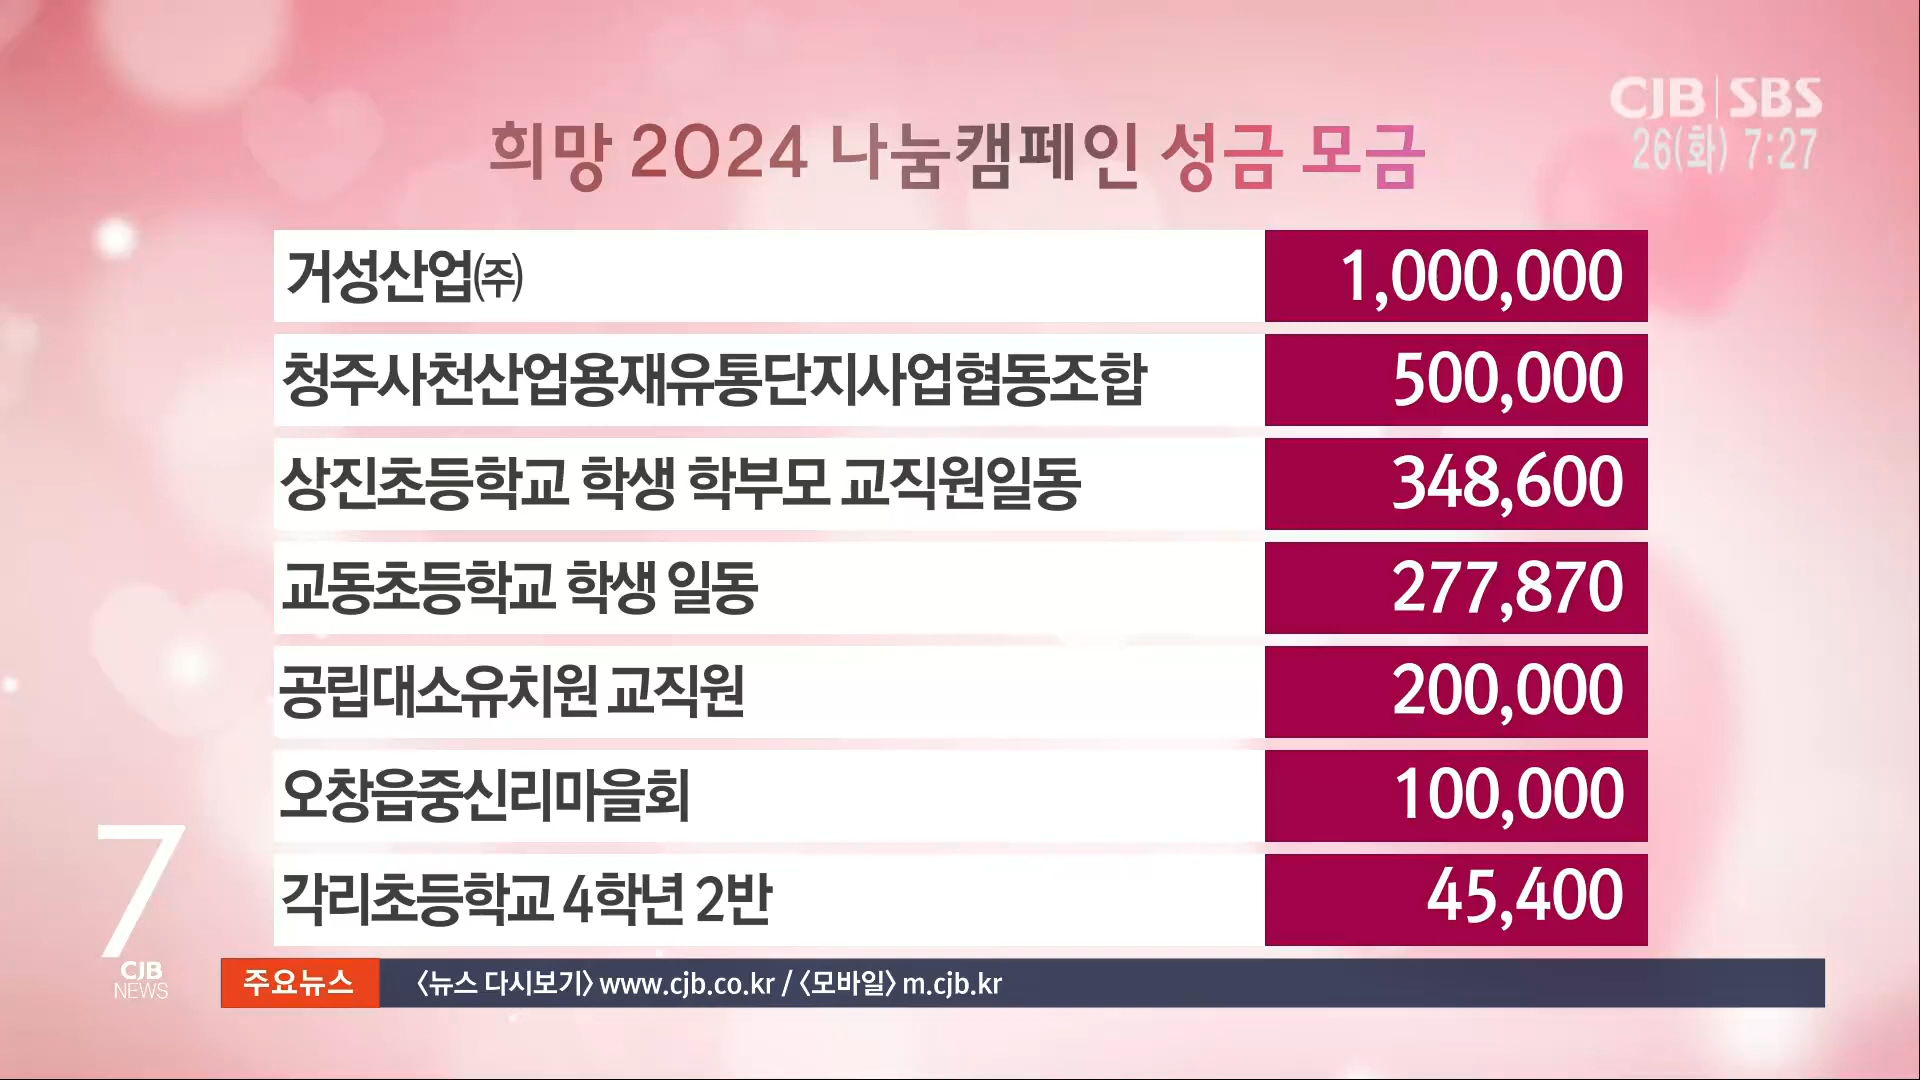 CJB SBS
26(화) 7:27
희망 2024 나눔캠페인 성금 모금
거성산업㈜ 1,000,000
청주사천산업용재유통단지사업협동조합 500,000
상진초등학교 학생 학부모 교직원일동 348,600
교동초등학교 학생 일동 277,870
공립대소유치원 교직원 200,000
오창읍중신리마을회 100,000
각리초등학교 4학년 2반 45,400
7
CJB
NEWS
주요뉴스 〈뉴스 다시보기〉 www.cjb.co.kr / 〈모바일〉 m.cjb.kr